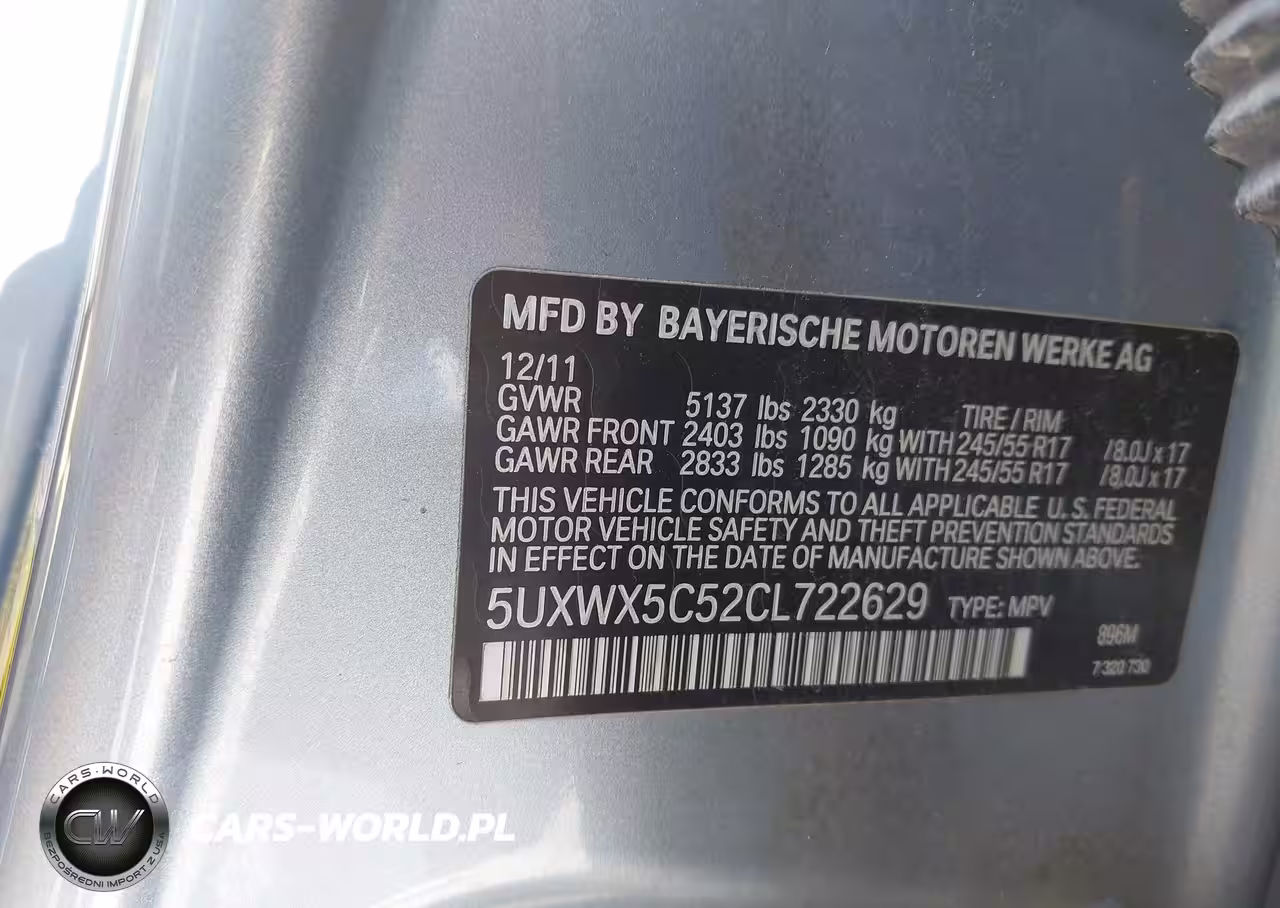 MFD BY BAYERISCHE MOTOREN WERKE AG
12/11
GVWR 5137 lbs 2330 kg TIRE / RIM
GAWR FRONT 2403 lbs 1090 kg WITH 245/55 R17 /8.0J x 17
GAWR REAR 2833 lbs 1285 kg WITH 245/55 R17 /8,0J x 17
THIS VEHICLE CONFORMS TO ALL APPLICABLE U.S. FEDERAL
MOTOR VEHICLE SAFETY AND THEFT PREVENTION STANDARDS
IN EFFECT ON THE DATE OF MANUFACTURE SHOWN ABOVE.
5UXWX5C52CL722629 TYPE: MPV
896M
7 320 730
CARS-WORLD
CW
BEZPOŚREDNI IMPORT Z USA
CARS-WORLD.PL